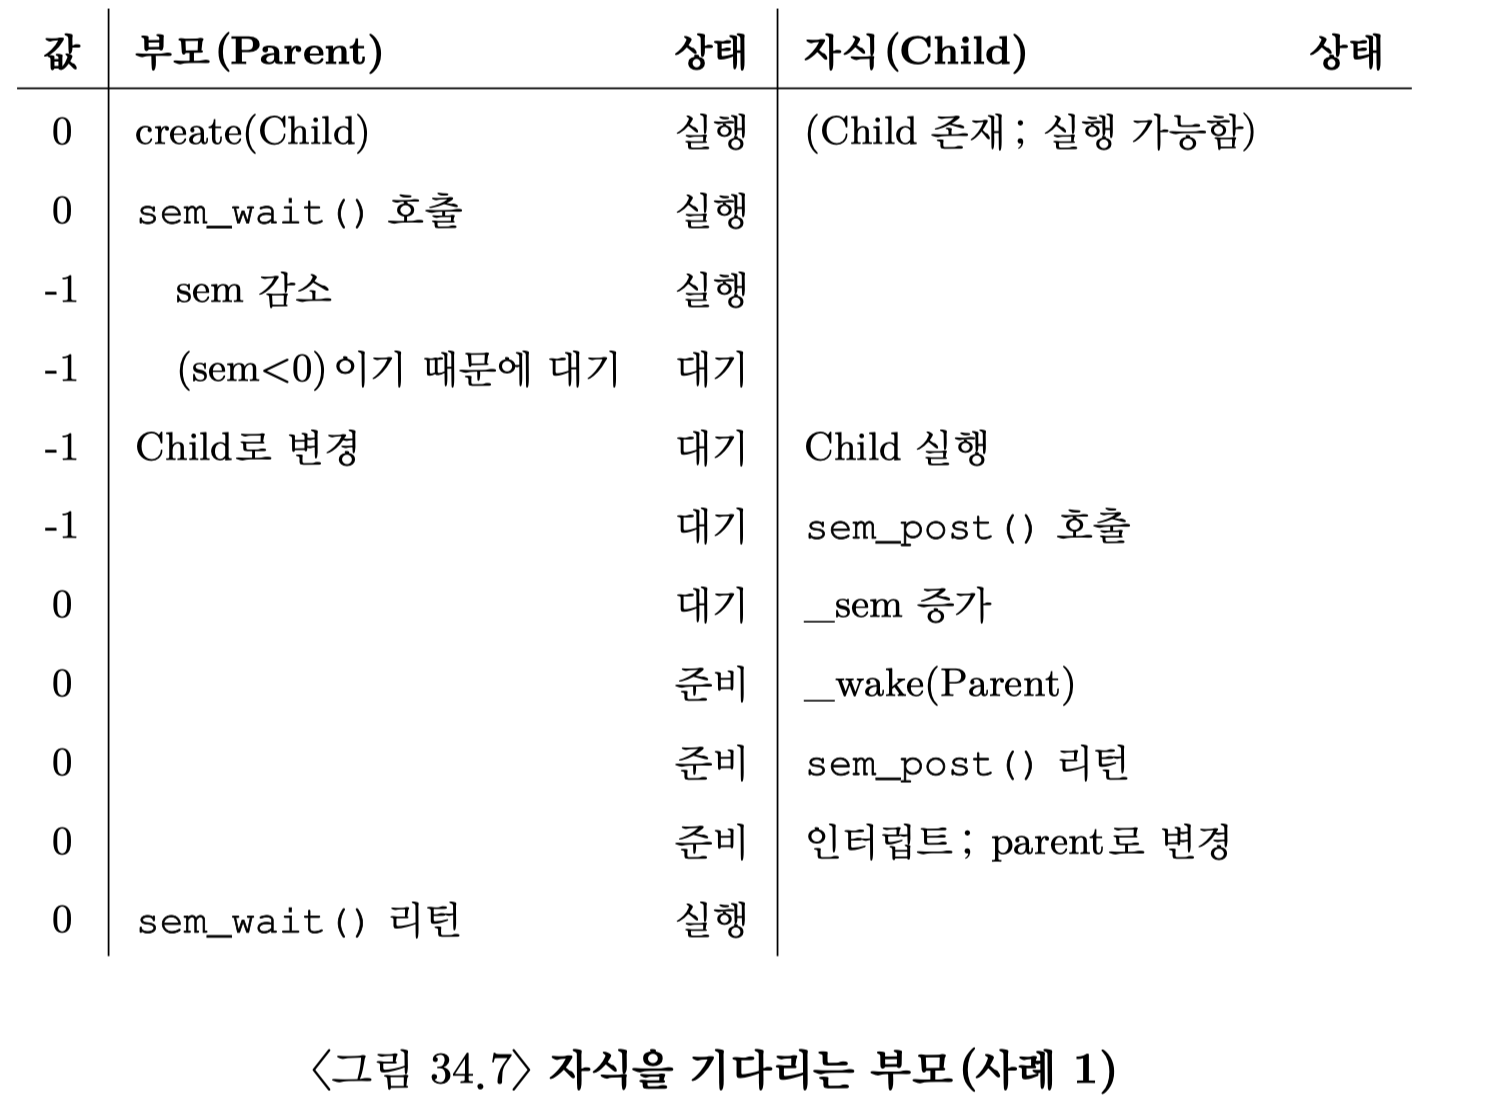 값 부모(Parent) 상태 자식(Child) 상태
0 create(Child) 실행 (Child 존재; 실행 가능함)
0 sem_wait() 호출 실행
-1 sem 감소 실행
-1 (sem<0)이기 때문에 대기 대기
-1 Child로 변경 대기 Child 실행
-1 대기 sem_post() 호출
0 대기 __sem 증가
0 준비 __wake(Parent)
0 준비 sem_post() 리턴
0 준비 인터럽트; parent로 변경
0 sem_wait() 리턴 실행
〈그림 34.7〉 자식을 기다리는 부모(사례 1)